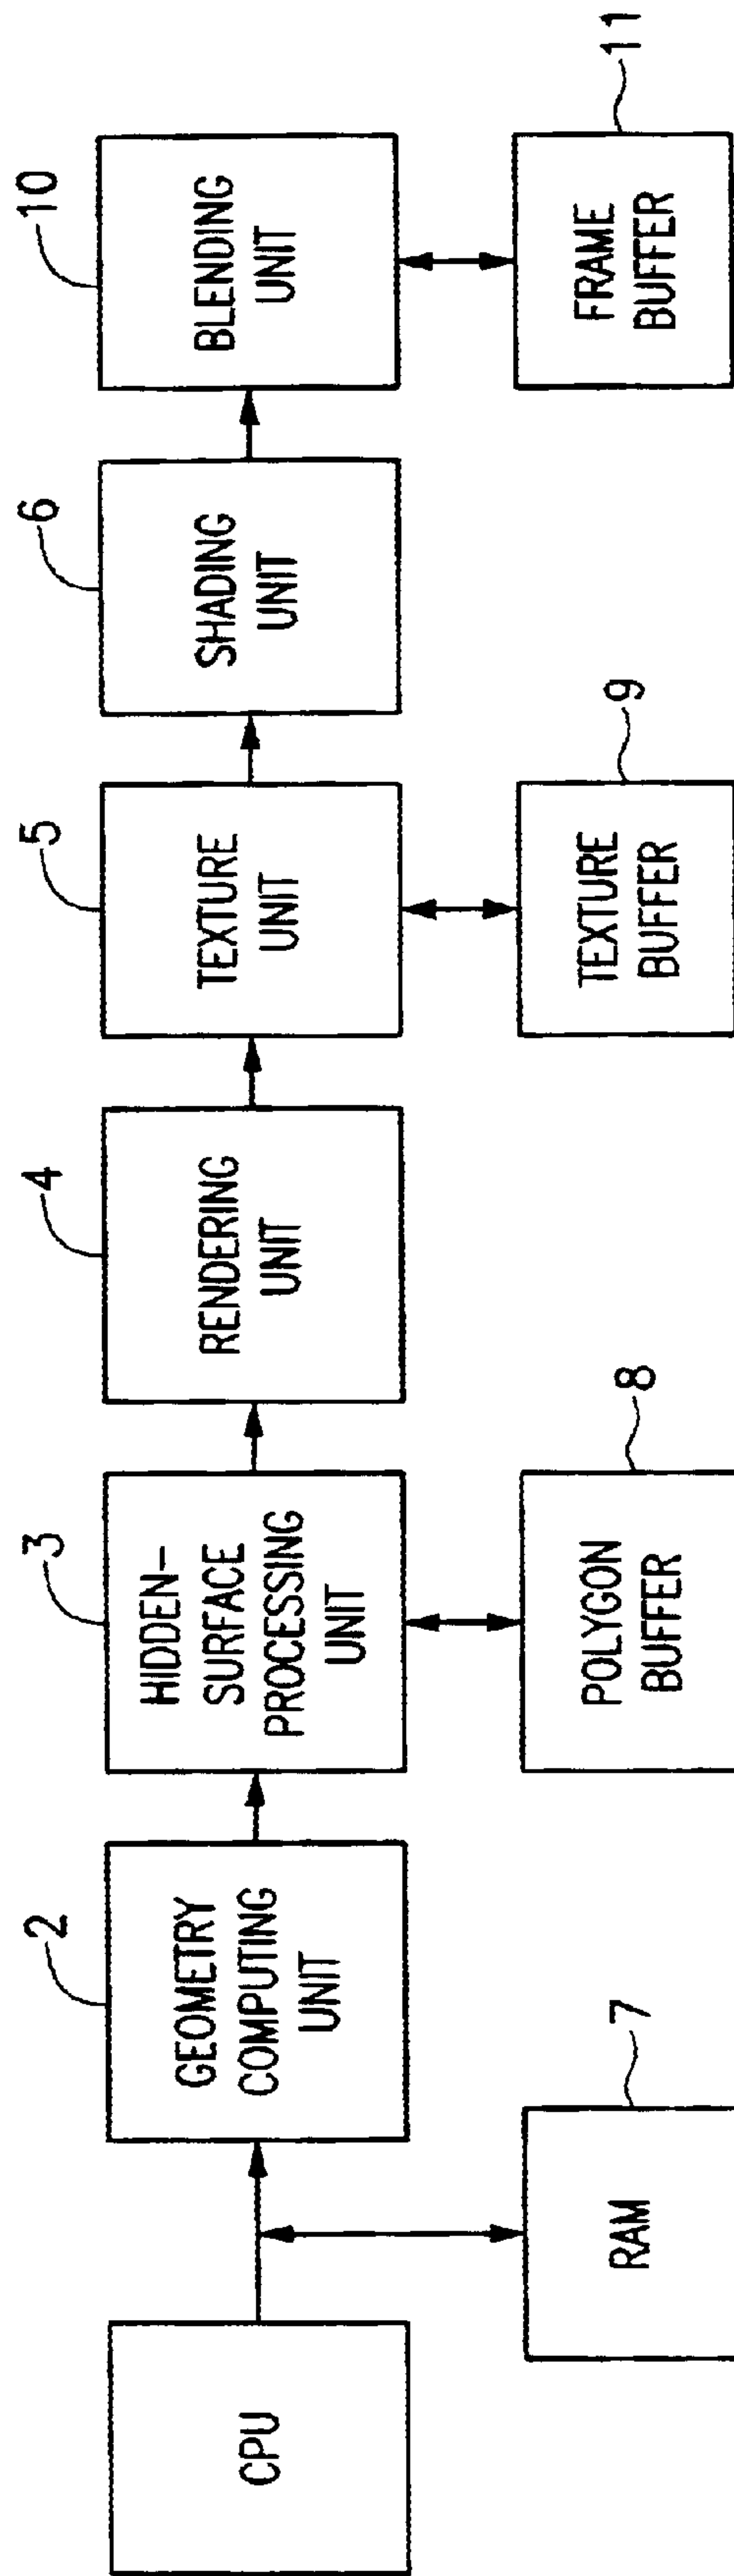 CPU
2
GEOMETRY
COMPUTING
UNIT
3
HIDDEN-
SURFACE
PROCESSING
UNIT
4
RENDERING
UNIT
5
TEXTURE
UNIT
6
SHADING
UNIT
10
BLENDING
UNIT
RAM
7
POLYGON
BUFFER
8
TEXTURE
BUFFER
9
FRAME
BUFFER
11